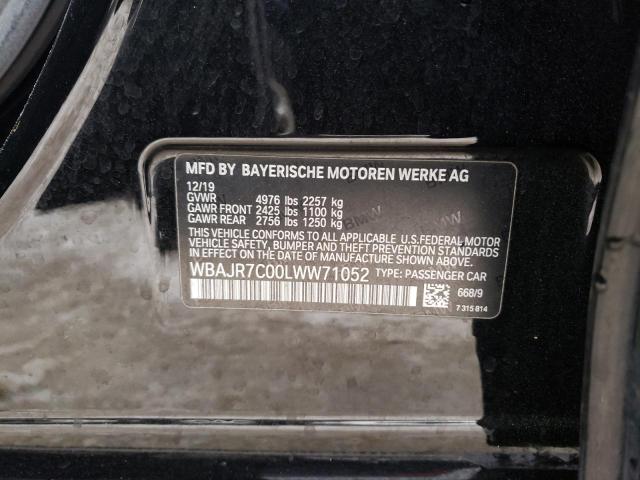 MFD BY BAYERISCHE MOTOREN WERKE AG
12/19
GVWR 4976 lbs 2257 kg
GAWR FRONT 2425 lbs 1100 kg
GAWR REAR 2756 lbs 1250 kg
THIS VEHICLE CONFORMS TO ALL APPLICABLE U.S.FEDERAL MOTOR
VEHICLE SAFETY, BUMPER AND THEFT PREVENTION STANDARDS
IN EFFECT ON THE DATE OF MANUFACTURE SHOWN ABOVE.
WBAJR7C00LWW71052 TYPE: PASSENGER CAR
668/9
7 315 814